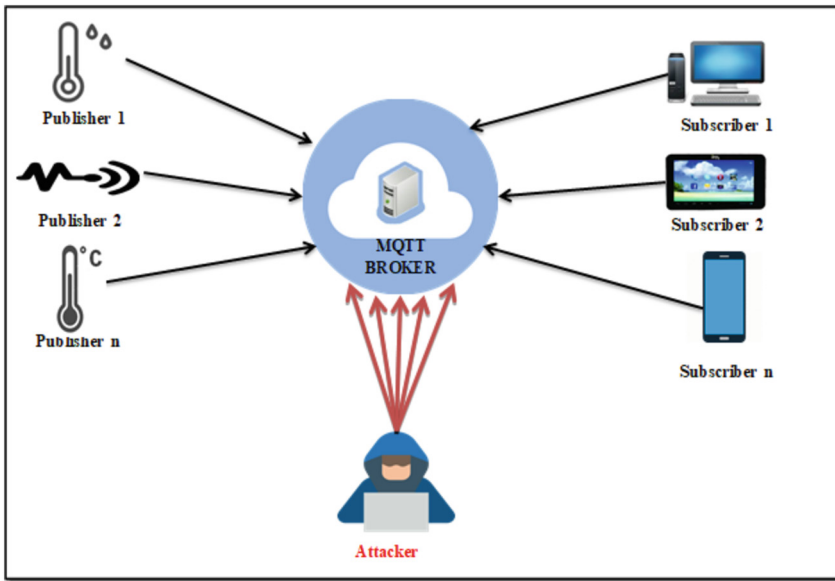 Publisher 1
Publisher 2
°C
Publisher n
MQTT
BROKER
Subscriber 1
Subscriber 2
Subscriber n
Attacker